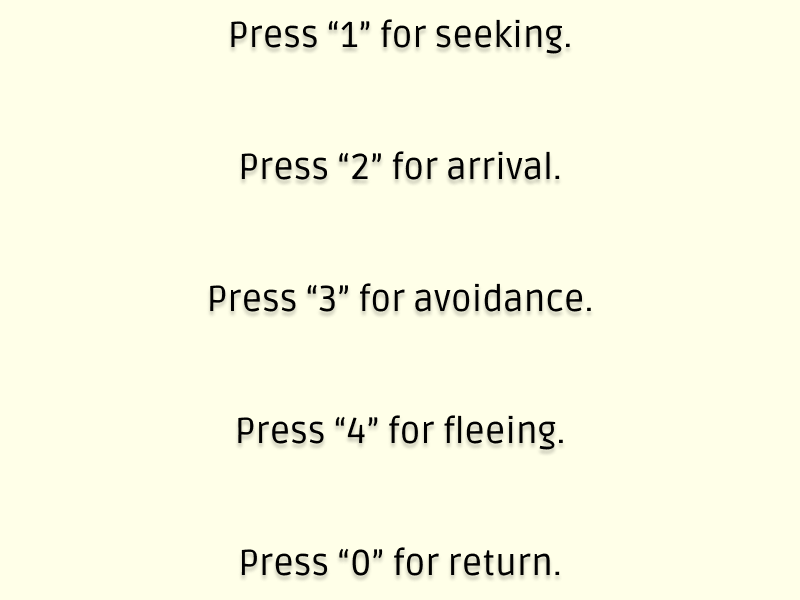 Press “1” for seeking.
Press “2” for arrival.
Press “3” for avoidance.
Press “4” for fleeing.
Press “0” for return.